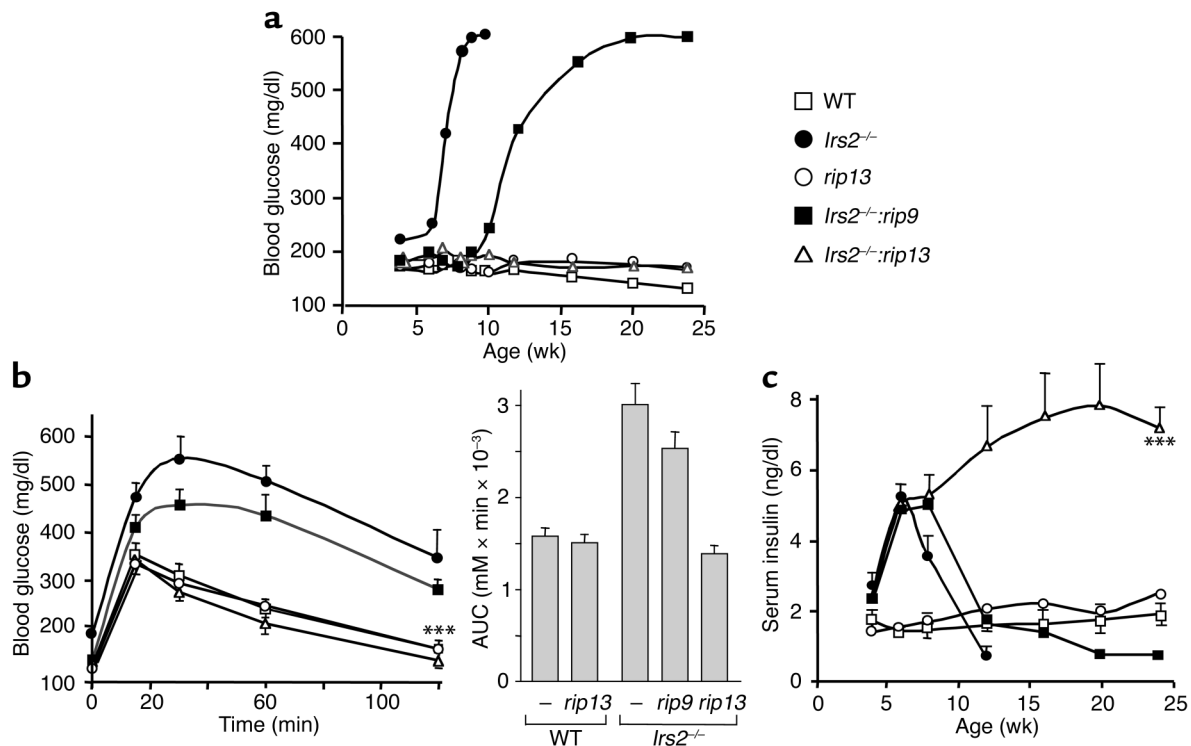 a
Blood glucose (mg/dl)
600
500
400
300
200
100
0
5
10
15
20
25
Age (wk)
WT
Irs2–/–
rip13
Irs2–/–:rip9
Irs2–/–:rip13
b
Blood glucose (mg/dl)
600
500
400
300
200
100
0
20
60
100
Time (min)
***
AUC (mM × min × 10–3)
3
2
1
0
– rip13
WT
– rip9 rip13
Irs2–/–
c
Serum insulin (ng/dl)
8
6
4
2
0
0
5
10
15
20
25
Age (wk)
***